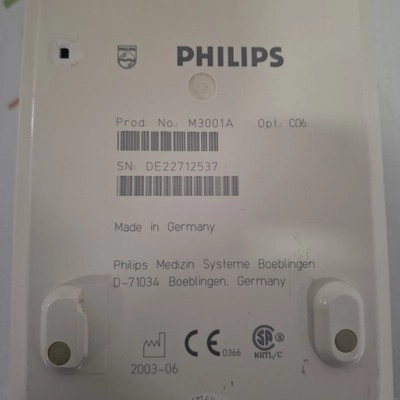 PHILIPS
Prod. No.: M3001A Opt.: C06
SN: DE22712537
Made in Germany
Philips Medizin Systeme Boeblingen
D-71034 Boeblingen, Germany
CE 0366
SA NRTL/C
2003-06